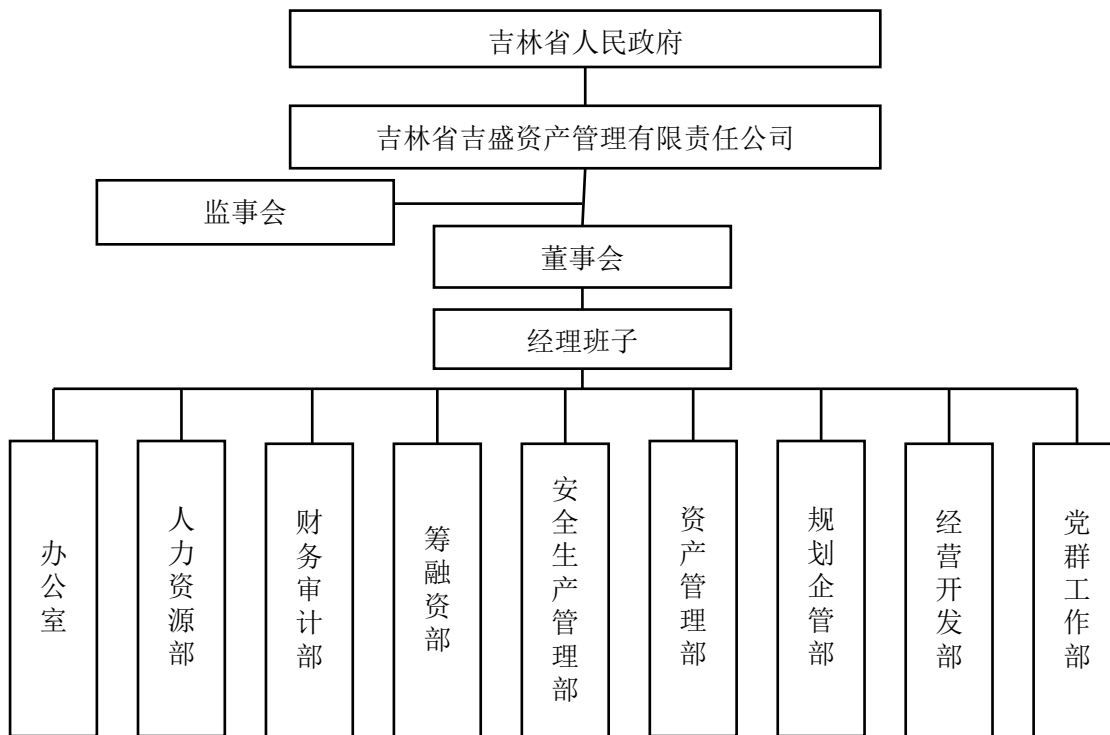 吉林省人民政府
吉林省吉盛资产管理有限责任公司
监事会
董事会
经理班子
办公室
人力资源部
财务审计部
筹融资部
安全生产管理部
资产管理部
规划企管部
经营开发部
党群工作部